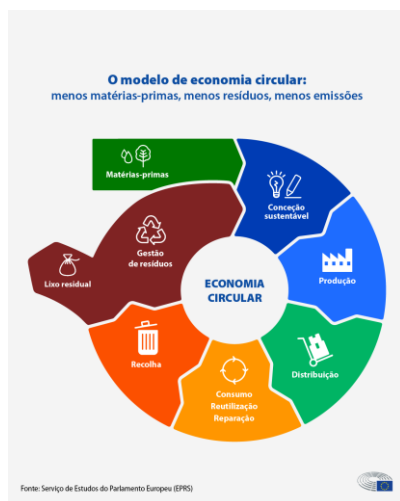 O modelo de economia circular:
menos matérias-primas, menos resíduos, menos emissões
Matérias-primas
Conceção
sustentável
Produção
Distribuição
Consumo
Reutilização
Reparação
Recolha
Gestão
de resíduos
Lixo residual
ECONOMIA
CIRCULAR
Fonte: Serviço de Estudos do Parlamento Europeu (EPRS)